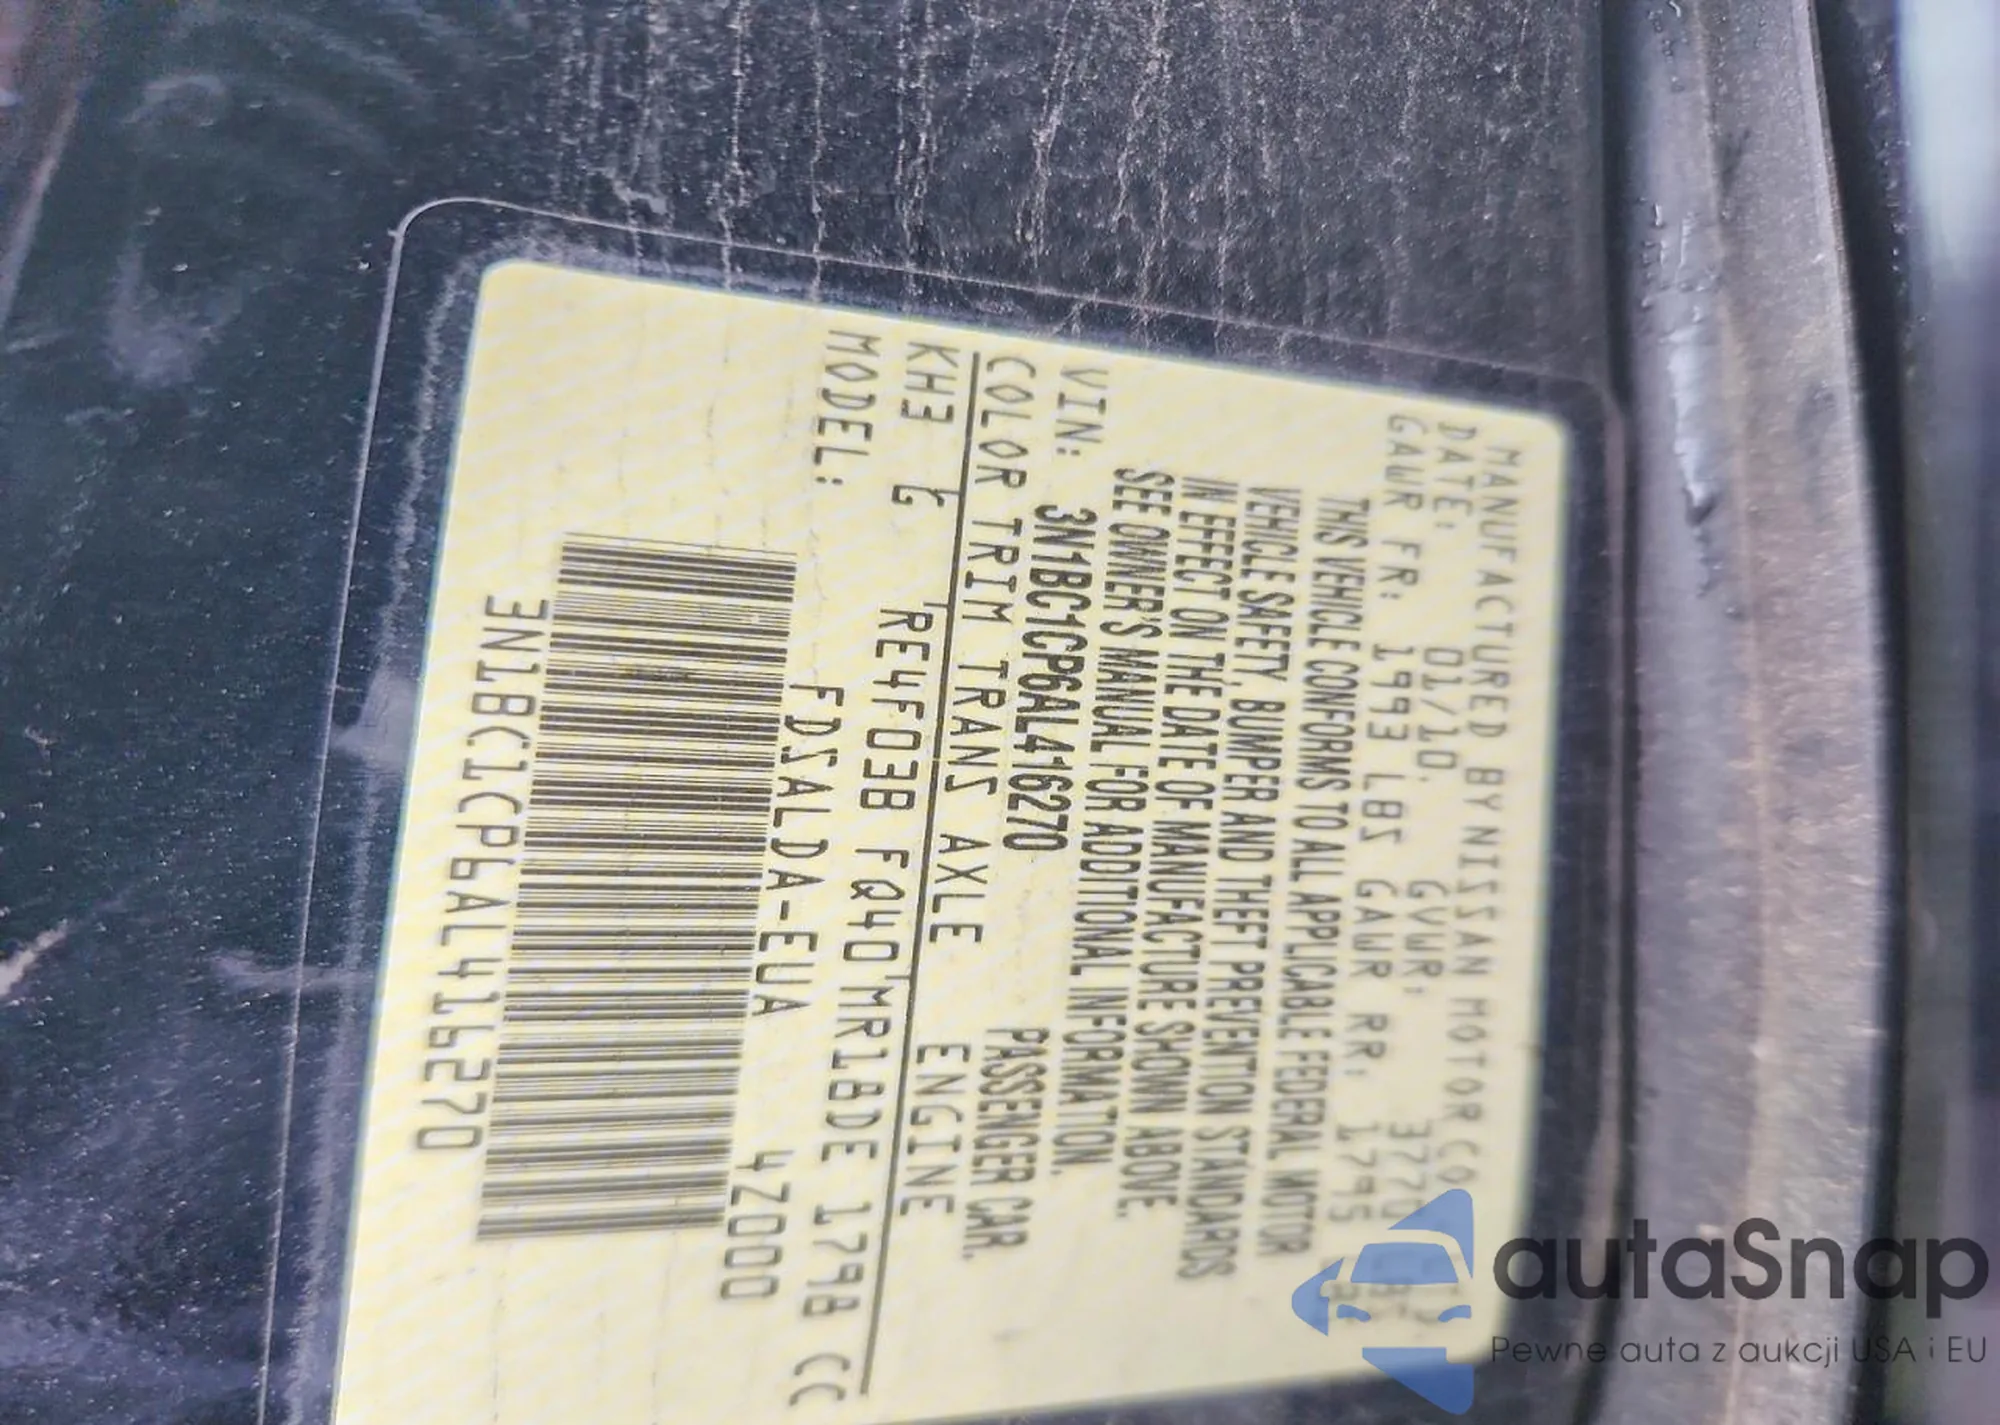 MANUFACTURED BY NISSAN MOTOR CO
DATE: 01/10. GVWR:
GAWR FR: 1993 LBS GAWR RR: 1795
THIS VEHICLE CONFORMS TO ALL APPLICABLE FEDERAL MOTOR
VEHICLE SAFETY, BUMPER AND THEFT PREVENTION STANDARDS
IN EFFECT ON THE DATE OF MANUFACTURE SHOWN ABOVE.
SEE OWNER'S MANUAL FOR ADDITIONAL INFORMATION.
VIN: 3N1BC1CP6AL416270 PASSENGER CAR.
COLOR TRIM TRANS AXLE ENGINE
KH3 G RE4F03B FQ40 MR18DE 1798 CC
MODEL: FDSALDA-EUA 4Z000
3N1BC1CP6AL416270
autaSnap
Pewne auta z aukcji USA i EU